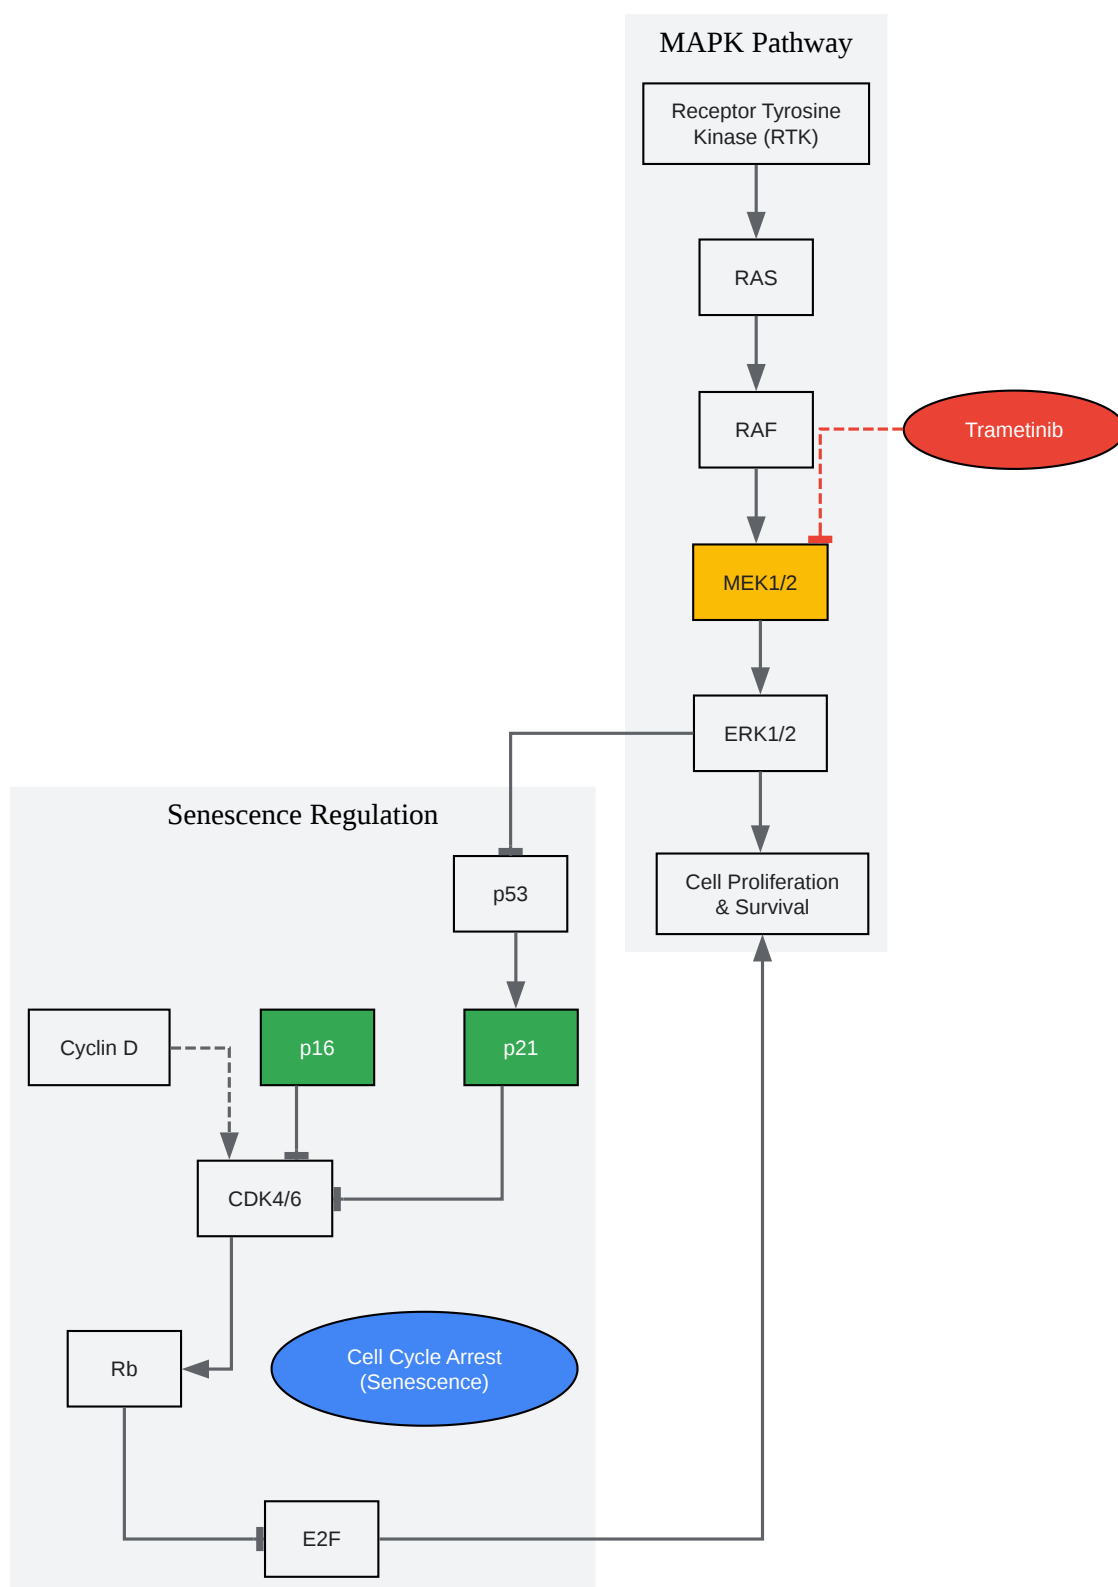 MAPK Pathway
Receptor Tyrosine
Kinase (RTK)
RAS
RAF
Trametinib
MEK1/2
ERK1/2
Senescence Regulation
p53
Cell Proliferation
& Survival
Cyclin D
p16
p21
CDK4/6
Rb
Cell Cycle Arrest
(Senescence)
E2F